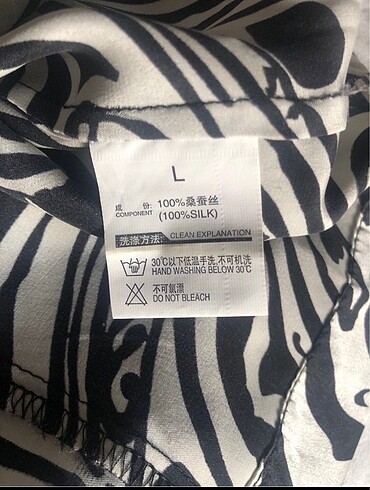 L
成 份: 100%桑蚕丝
COMPONENT (100%SILK)
洗涤方法: CLEAN EXPLANATION
30℃以下低温手洗 不可机洗
HAND WASHING BELOW 30℃
不可氯漂
DO NOT BLEACH